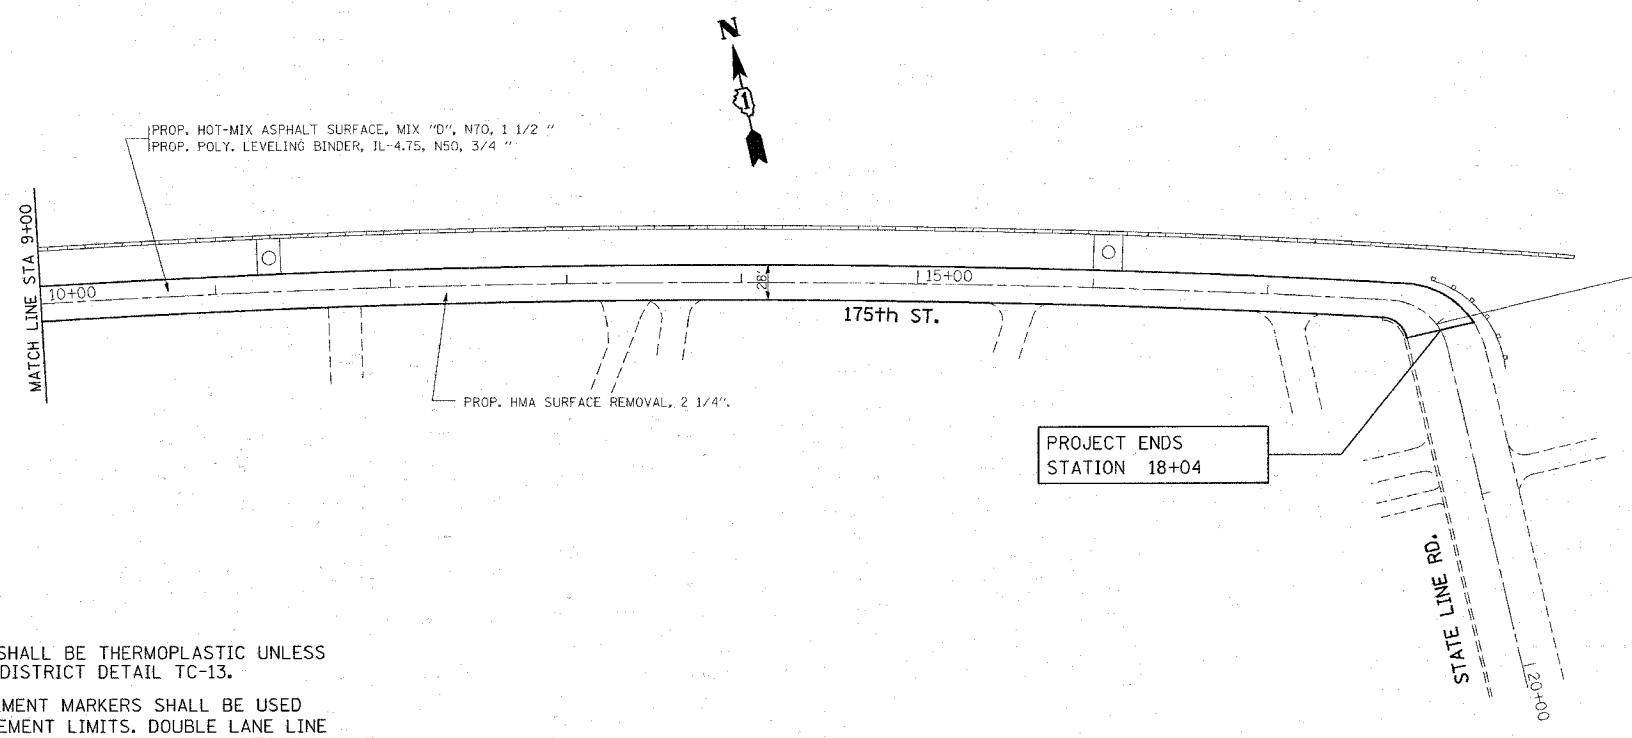 N
1
PROP. HOT-MIX ASPHALT SURFACE, MIX "D", N70, 1 1/2 "
PROP. POLY. LEVELING BINDER, IL-4.75, N50, 3/4 "
MATCH LINE STA 9+00
10+00
28'
15+00
175th ST.
PROP. HMA SURFACE REMOVAL, 2 1/4".
PROJECT ENDS
STATION 18+04
STATE LINE RD.
20+00
SHALL BE THERMOPLASTIC UNLESS
DISTRICT DETAIL TC-13.
EMENT MARKERS SHALL BE USED
EMENT LIMITS. DOUBLE LANE LINE